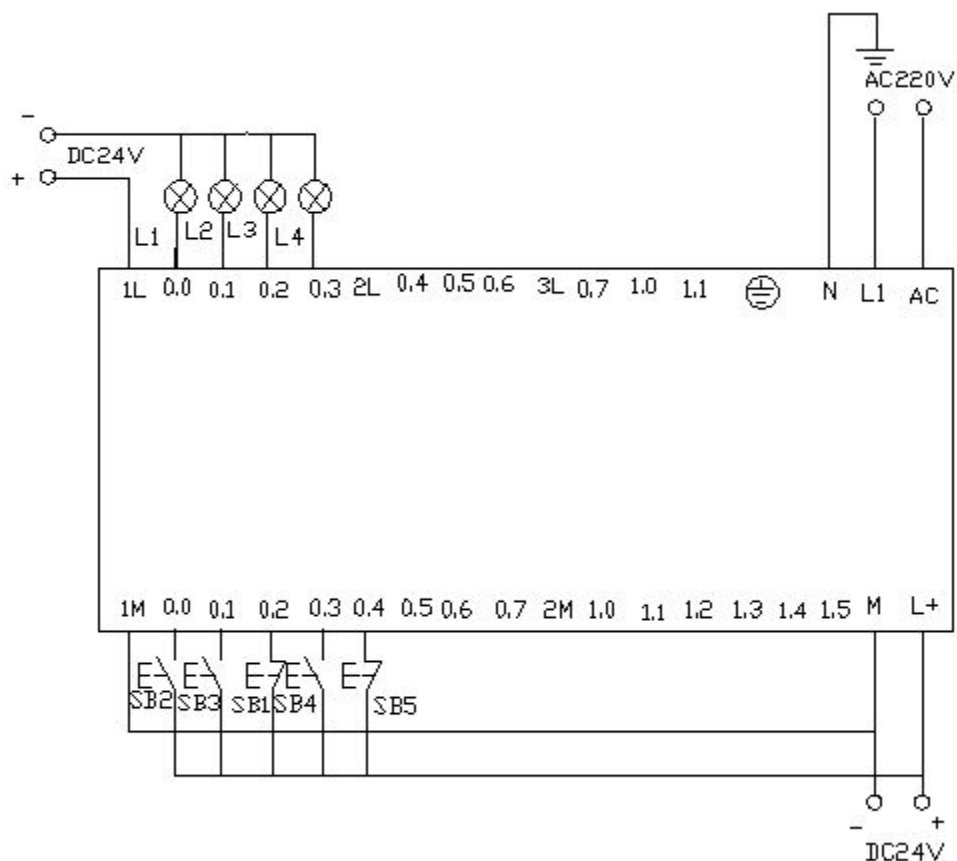 AC220V
-
DC24V
+
L1 L2 L3 L4
1L 0.0 0.1 0.2 0.3 2L 0.4 0.5 0.6 3L 0.7 1.0 1.1 N L1 AC
1M 0.0 0.1 0.2 0.3 0.4 0.5 0.6 0.7 2M 1.0 1.1 1.2 1.3 1.4 1.5 M L+
SB2 SB3 SB1 SB4 SB5
- +
DC24V